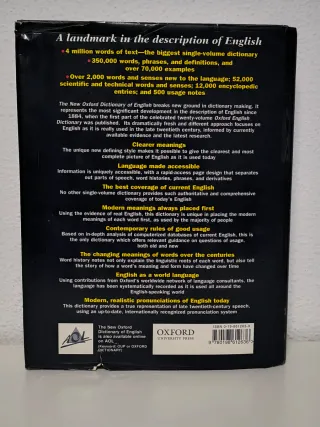 A landmark in the description of English
• 4 million words of text—the biggest single-volume dictionary
• 350,000 words, phrases, and definitions, and
over 70,000 examples
• Over 2,000 words and senses new to the language; 52,000
scientific and technical words and senses; 12,000 encyclopedic
entries; and 500 usage notes
The New Oxford Dictionary of English breaks new ground in dictionary making, it
represents the most significant development in the description of English since
1884, when the first part of the celebrated twenty-volume Oxford English
Dictionary was published. Its dramatically fresh and different approach focuses on
English as it is really used in the late twentieth century, informed by currently
available evidence and the latest research.
Clearer meanings
The unique new defining style makes it possible to give the clearest and most
complete picture of English as it is used today
Language made accessible
Information is uniquely accessible, with a rapid-access page design that separates
out parts of speech, word histories, phrases, and derivatives
The best coverage of current English
No other single-volume dictionary provides such authoritative and comprehensive
coverage of today's English
Modern meanings always placed first
Using the evidence of real English, this dictionary is unique in placing the modern
meanings of each word first, as used by the majority of people
Contemporary rules of good usage
Based on in-depth analysis of computerized databases of current English, this is
the only dictionary which offers relevant guidance on questions of usage,
both old and new
The changing meanings of words over the centuries
Word history notes not only explain the linguistic roots of each word, but also tell
the story of how a word's meaning and form have changed over time
English as a world language
Using contributions from Oxford's worldwide network of language consultants, the
language has been systematically recorded as it is used all around the
English-speaking world
Modern, realistic pronunciations of English today
This dictionary provides a true representation of late twentieth-century speech,
using an up-to-date, internationally recognized pronunciation system
The New Oxford
Dictionary of English
is also available online
on AOL
(Keyword: OUP or OXFORD
DICTIONARY)
OXFORD
UNIVERSITY PRESS